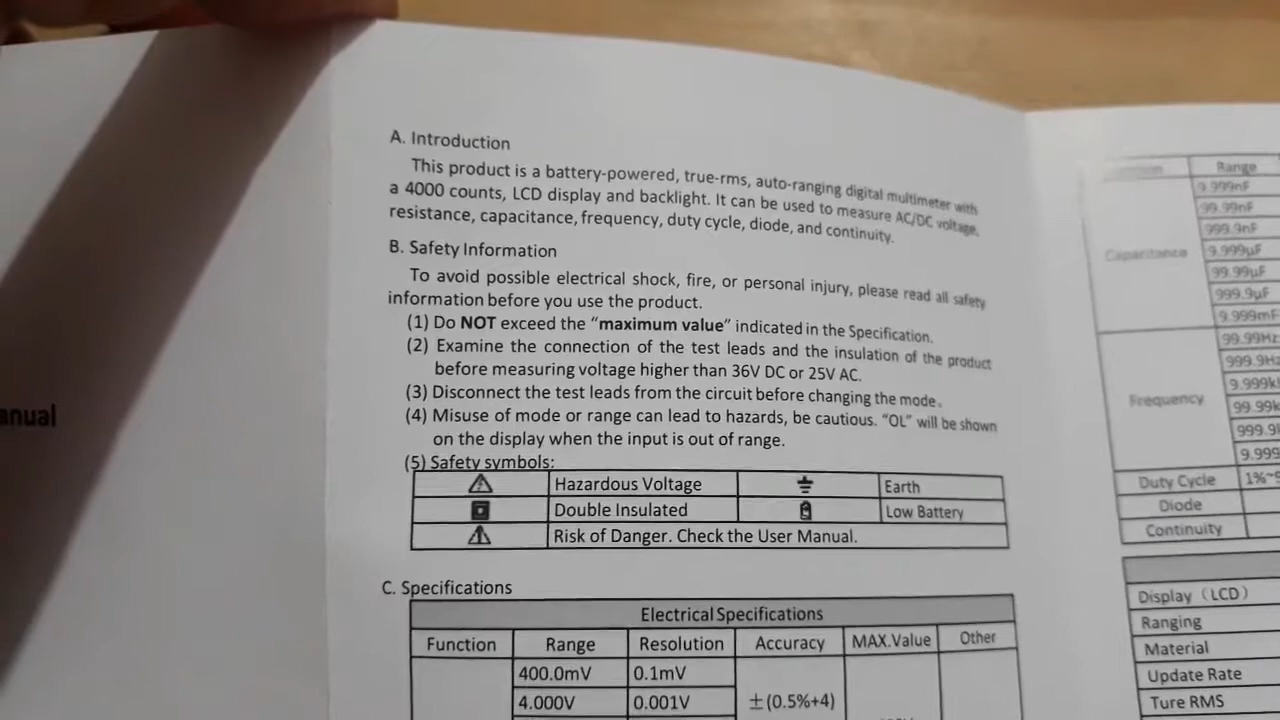 anual
A. Introduction
This product is a battery-powered, true-rms, auto-ranging digital multimeter with
a 4000 counts, LCD display and backlight. It can be used to measure AC/DC voltage,
resistance, capacitance, frequency, duty cycle, diode, and continuity.
B. Safety Information
To avoid possible electrical shock, fire, or personal injury, please read all safety
information before you use the product.
(1) Do NOT exceed the “maximum value” indicated in the Specification.
(2) Examine the connection of the test leads and the insulation of the product
before measuring voltage higher than 36V DC or 25V AC.
(3) Disconnect the test leads from the circuit before changing the mode.
(4) Misuse of mode or range can lead to hazards, be cautious. “OL” will be shown
on the display when the input is out of range.
(5) Safety symbols:
Hazardous Voltage Earth
Double Insulated Low Battery
Risk of Danger. Check the User Manual.
C. Specifications
Electrical Specifications
Function Range Resolution Accuracy MAX.Value Other
400.0mV 0.1mV
4.000V 0.001V ±(0.5%+4)
Range
9.999nF
99.99nF
999.9nF
Capacitance 9.999μF
99.99μF
999.9μF
9.999mF
99.99Hz
999.9Hz
9.999k
Frequency 99.99k
999.9
9.999
Duty Cycle 1%~
Diode
Continuity
Display（LCD）
Ranging
Material
Update Rate
Ture RMS